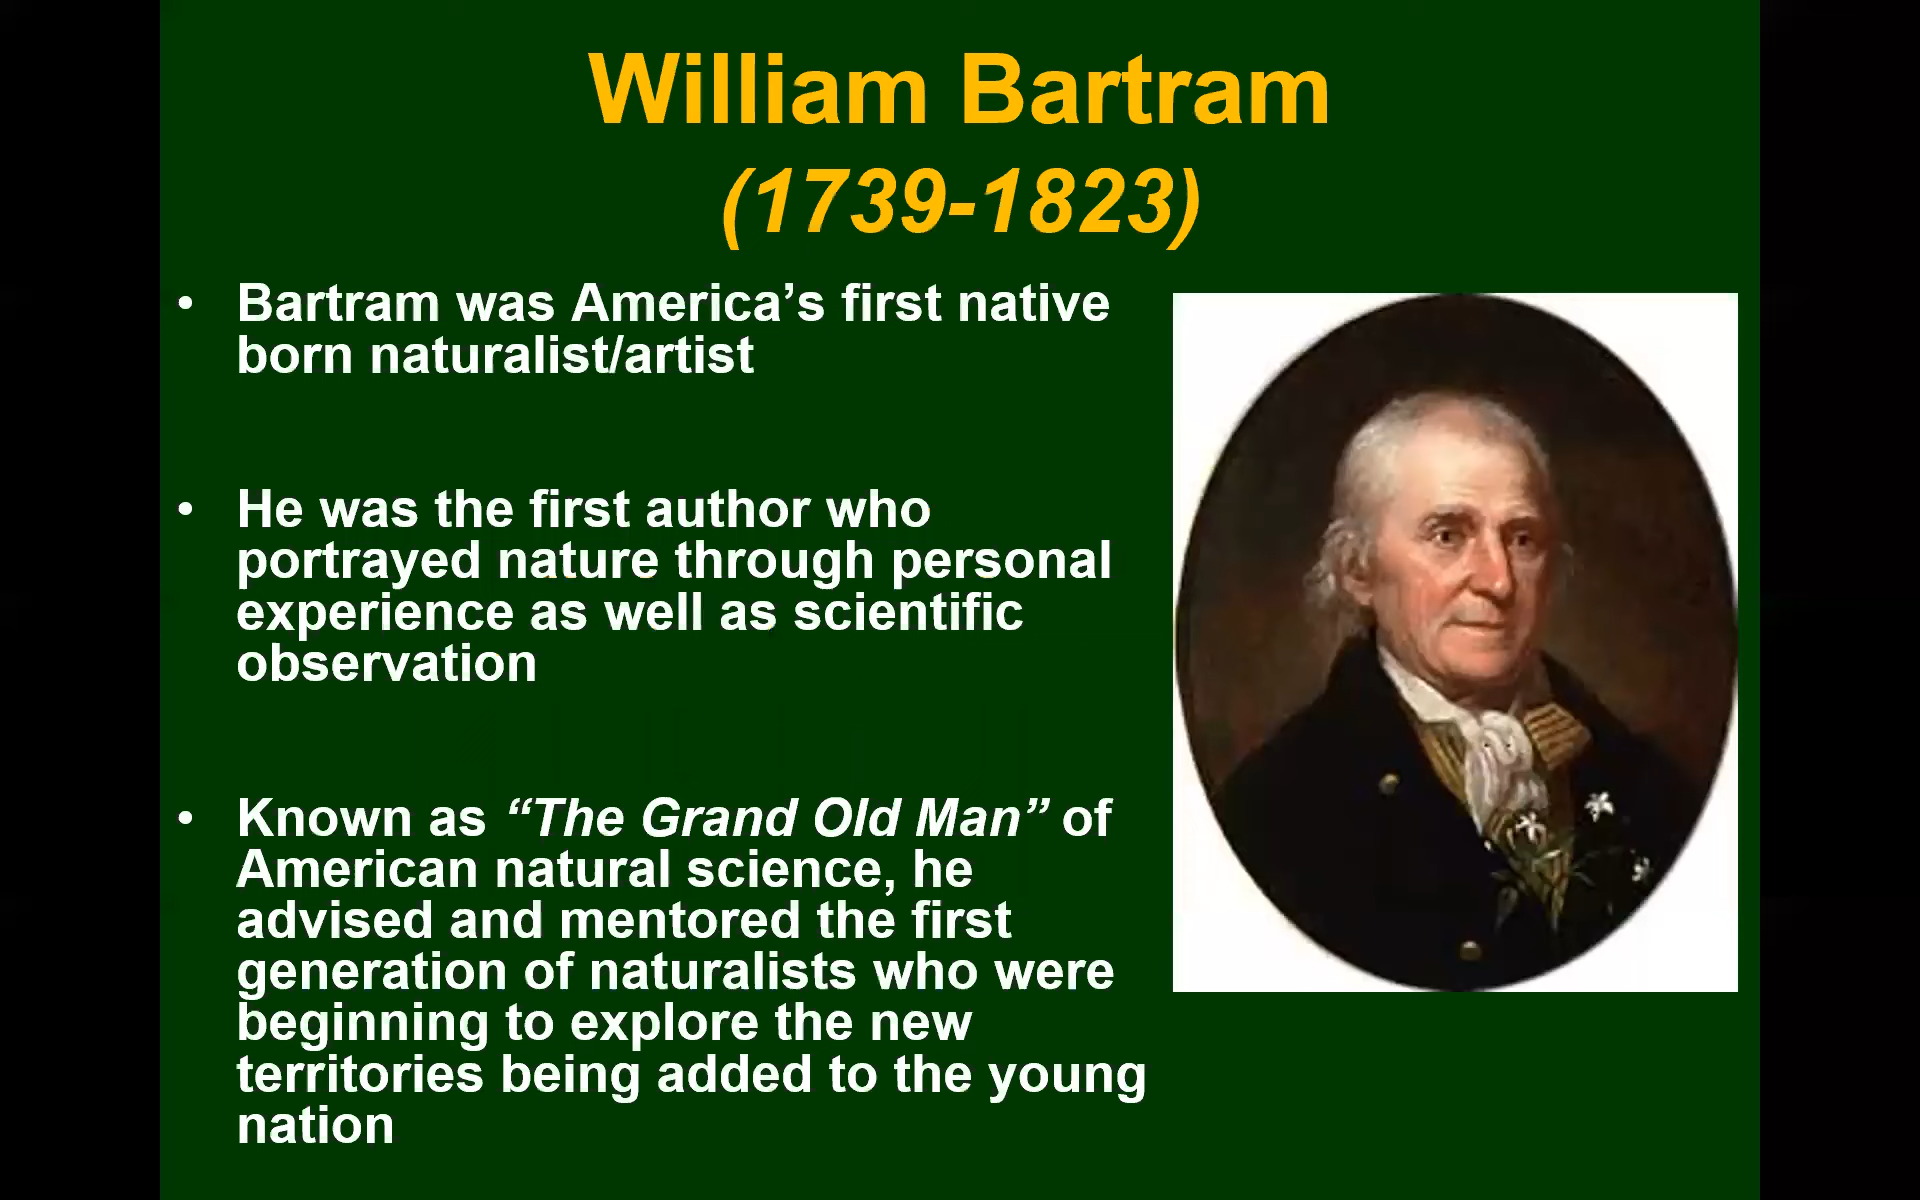 William Bartram
(1739-1823)
• Bartram was America’s first native
born naturalist/artist
• He was the first author who
portrayed nature through personal
experience as well as scientific
observation
• Known as “The Grand Old Man” of
American natural science, he
advised and mentored the first
generation of naturalists who were
beginning to explore the new
territories being added to the young
nation